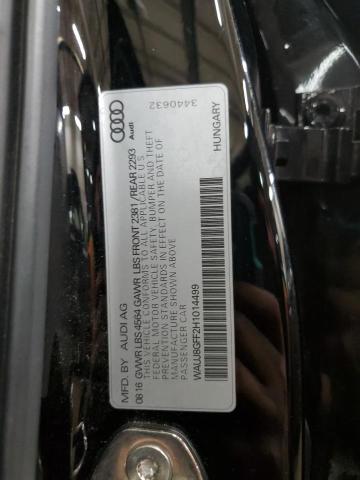 Audi
3440632
MFD. BY AUDI AG
08 16 GVWR LBS 4564 GAWR LBS FRONT 2381/REAR 2293
THIS VEHICLE CONFORMS TO ALL APPLICABLE U.S.
FEDERAL MOTOR VEHICLE SAFETY, BUMPER AND THEFT
PREVENTION STANDARDS IN EFFECT ON THE DATE OF
MANUFACTURE SHOWN ABOVE
PASSENGER CAR
WAUJ8GFF2H1014499
HUNGARY